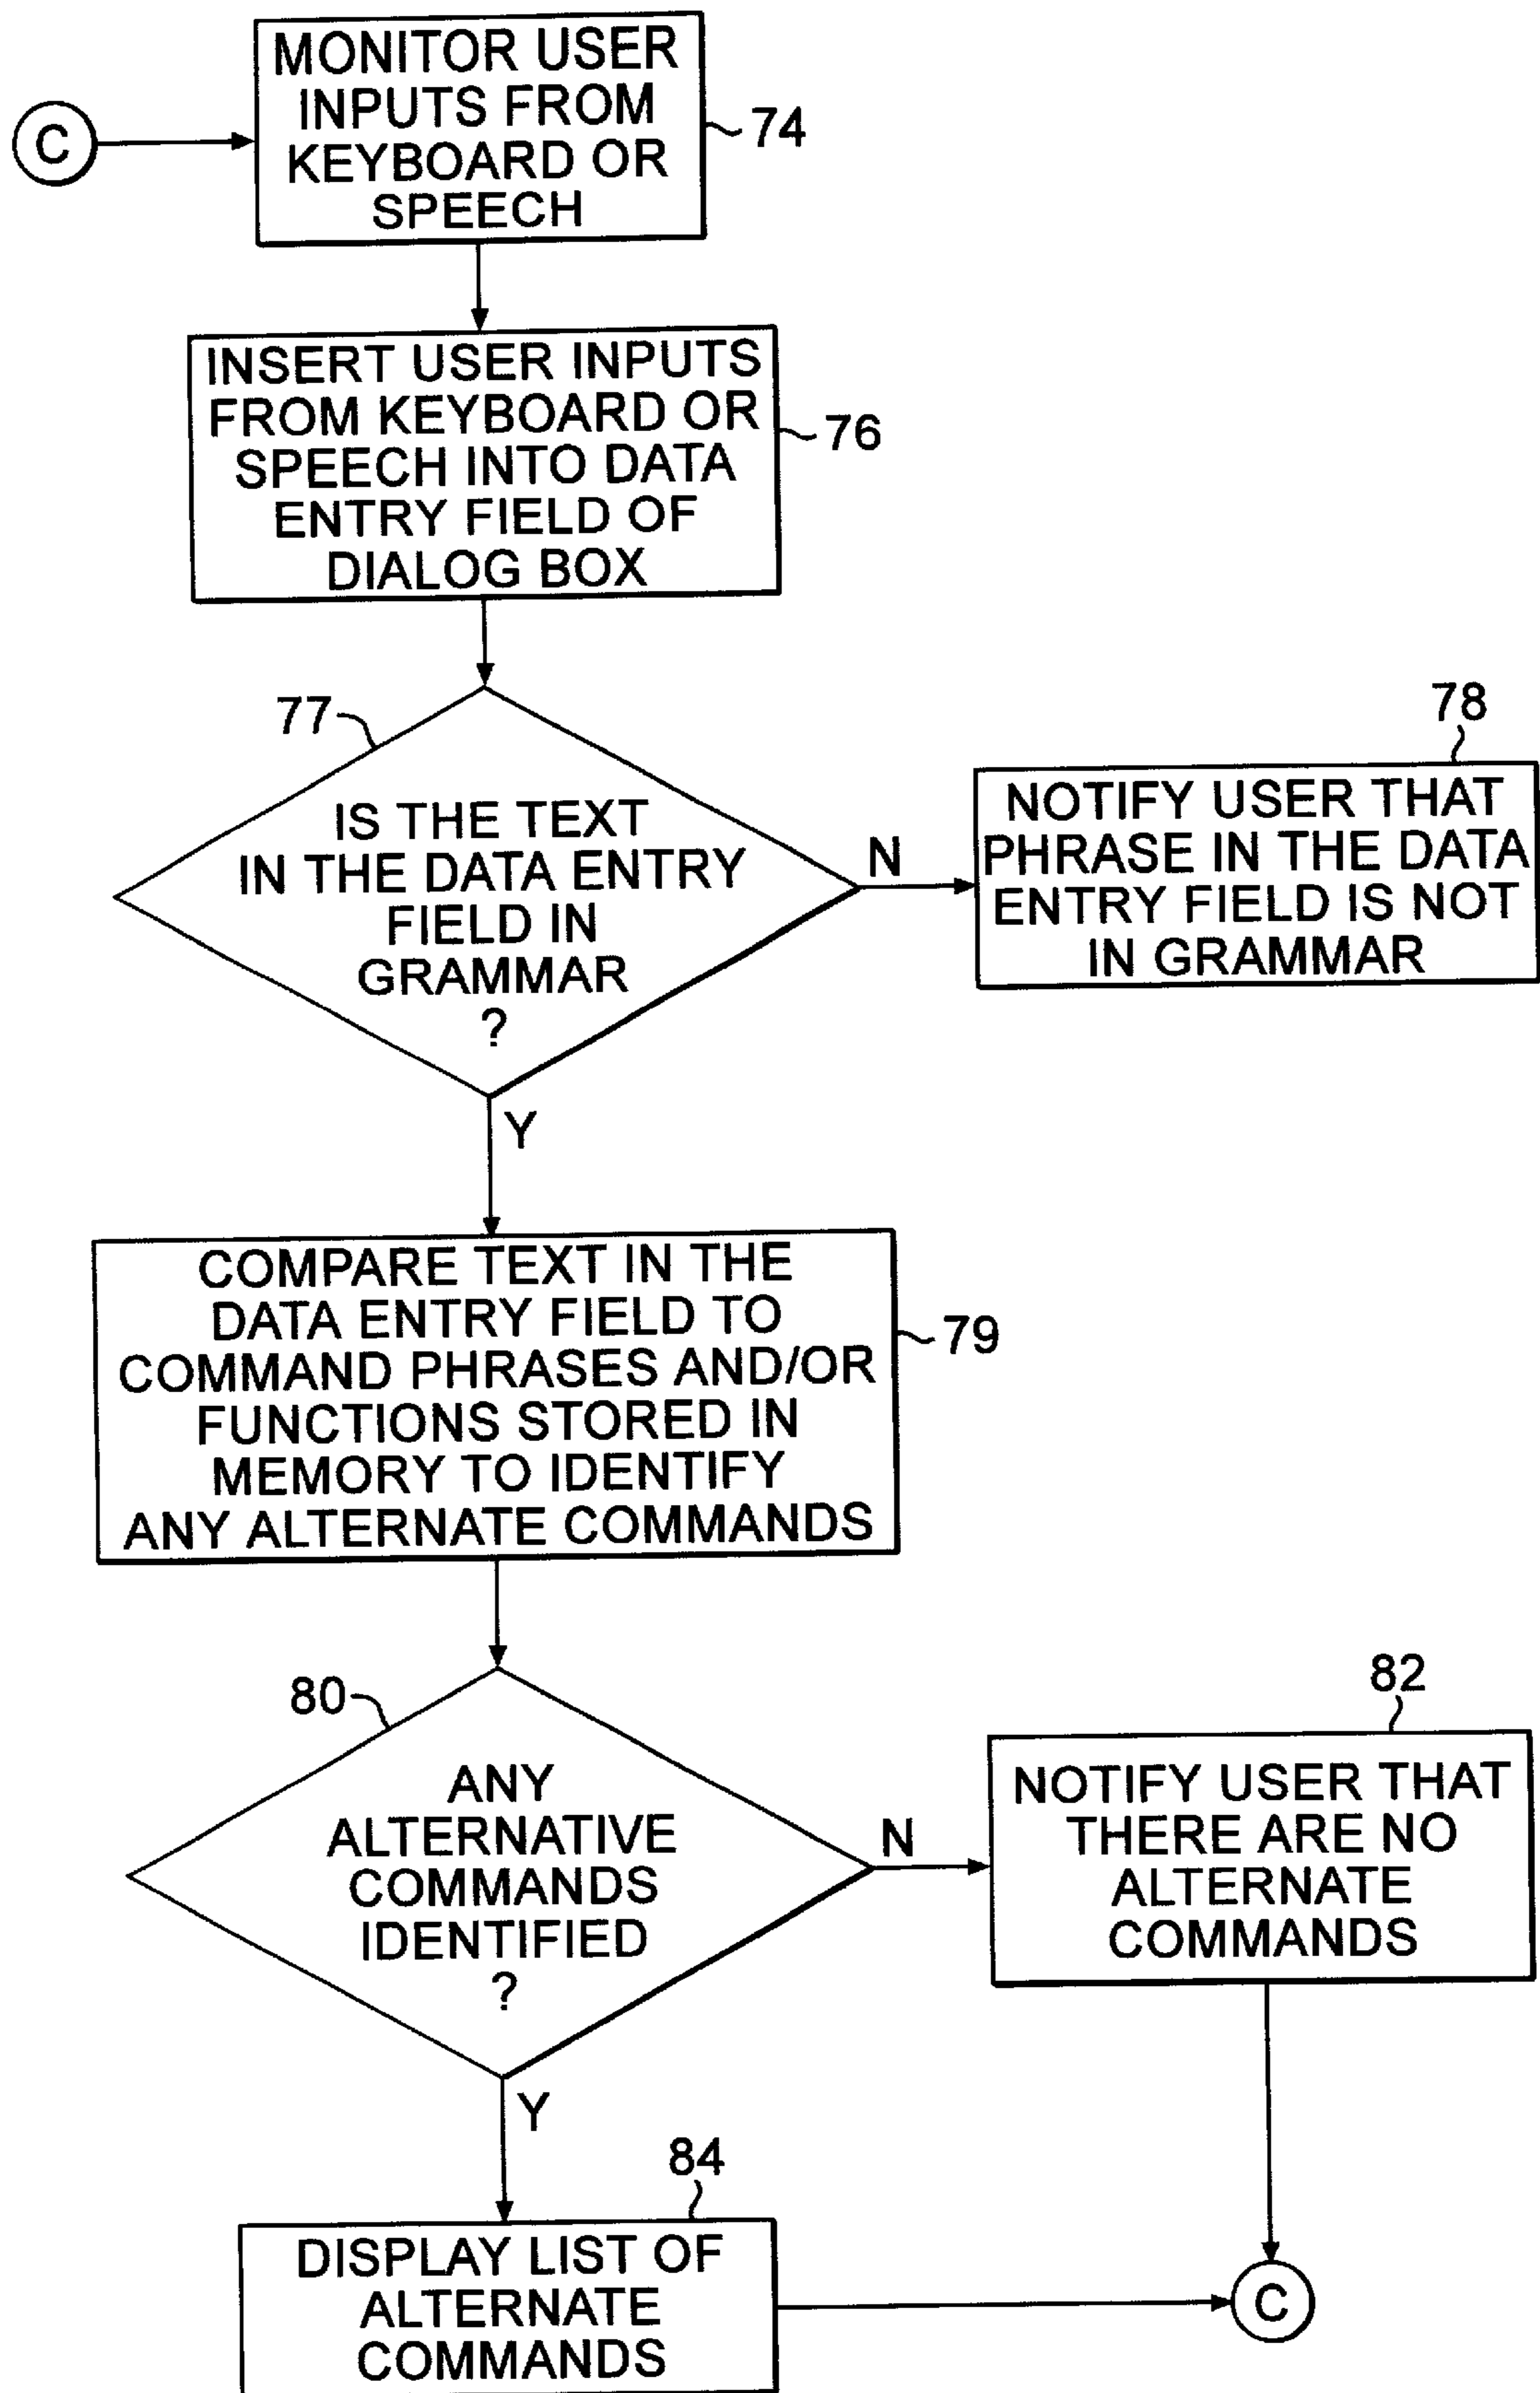 C
MONITOR USER
INPUTS FROM
KEYBOARD OR
SPEECH
74
INSERT USER INPUTS
FROM KEYBOARD OR
SPEECH INTO DATA
ENTRY FIELD OF
DIALOG BOX
76
77
IS THE TEXT
IN THE DATA ENTRY
FIELD IN
GRAMMAR
?
N
78
NOTIFY USER THAT
PHRASE IN THE DATA
ENTRY FIELD IS NOT
IN GRAMMAR
Y
COMPARE TEXT IN THE
DATA ENTRY FIELD TO
COMMAND PHRASES AND/OR
FUNCTIONS STORED IN
MEMORY TO IDENTIFY
ANY ALTERNATE COMMANDS
79
80
ANY
ALTERNATIVE
COMMANDS
IDENTIFIED
?
N
82
NOTIFY USER THAT
THERE ARE NO
ALTERNATE
COMMANDS
Y
84
DISPLAY LIST OF
ALTERNATE
COMMANDS
C